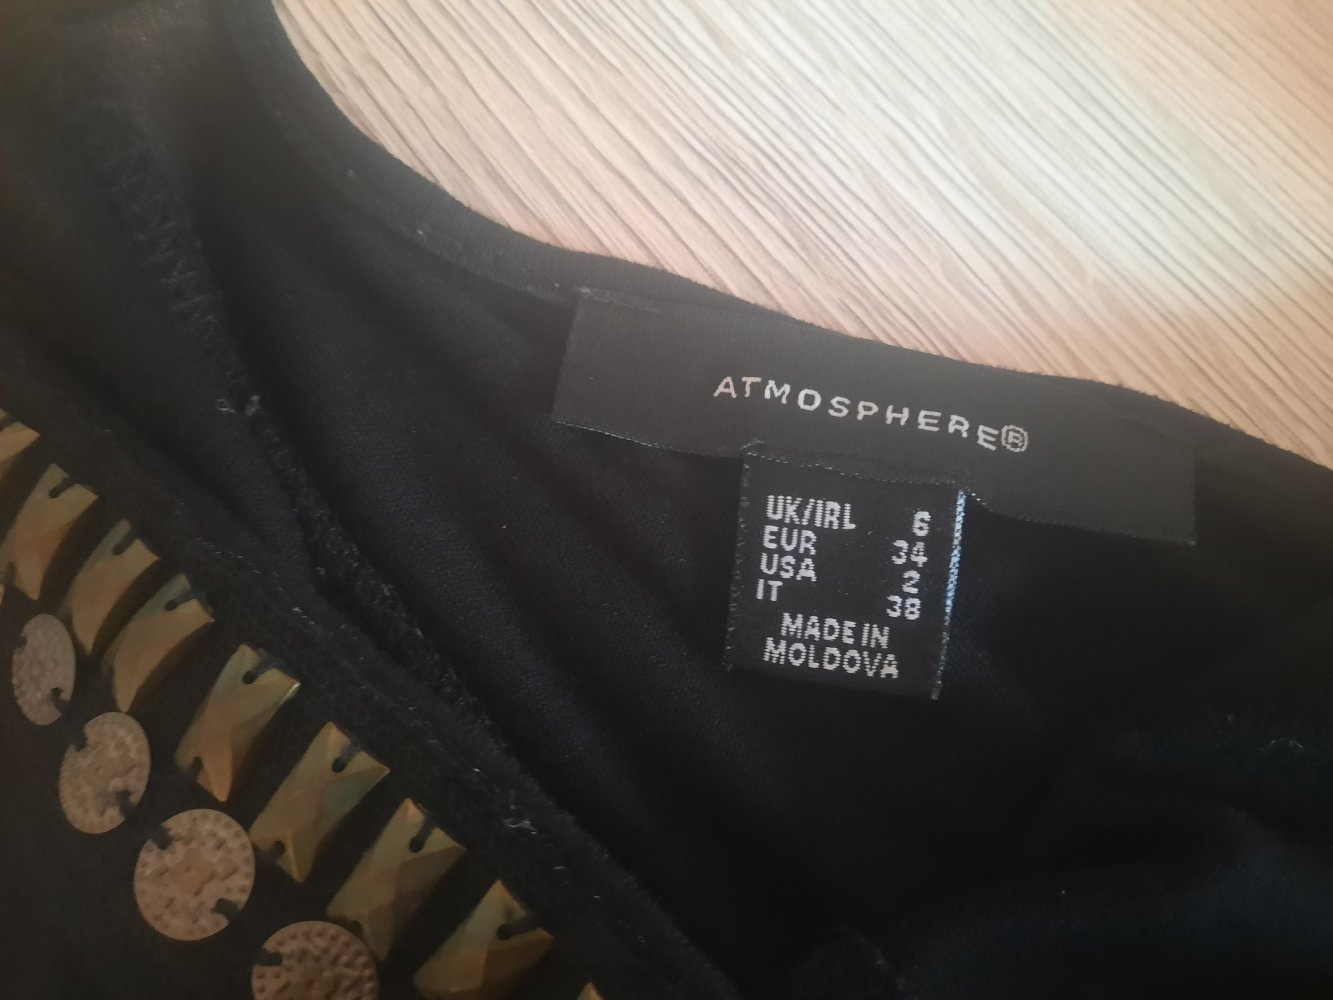 ATMOSPHERE®
UK/IRL 6
EUR 34
USA 2
IT 38
MADE IN
MOLDOVA